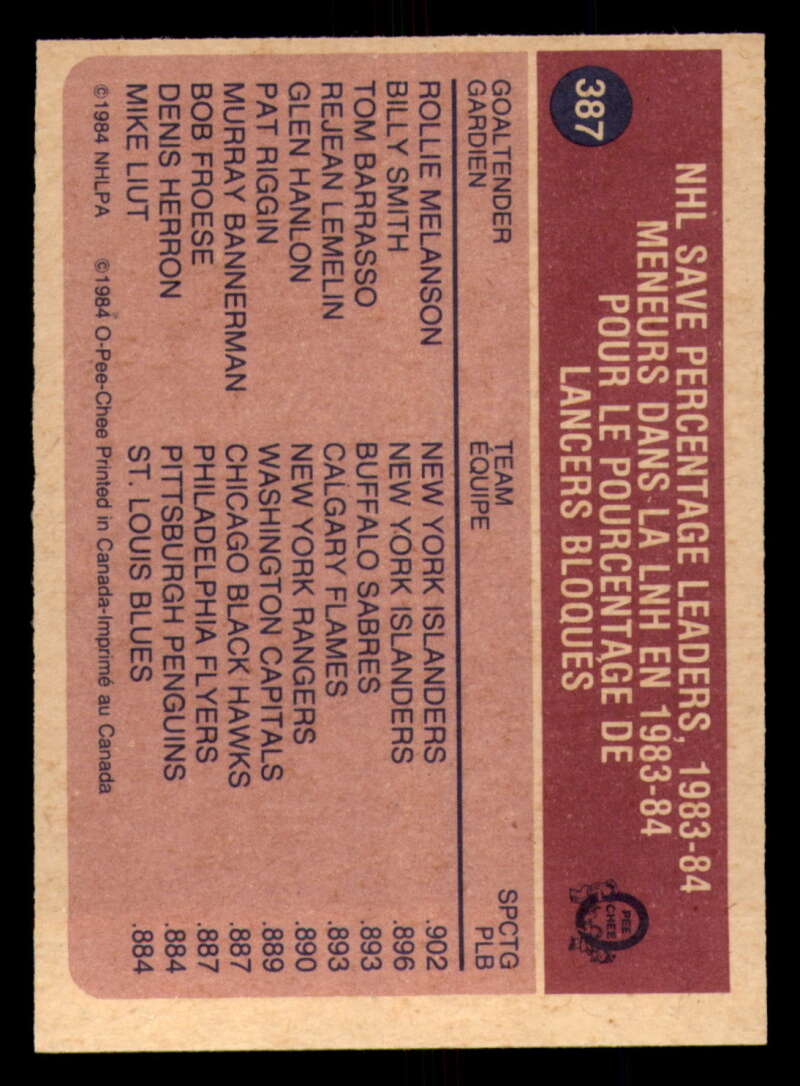 387
NHL SAVE PERCENTAGE LEADERS, 1983-84
MENEURS DANS LA LNH EN 1983-84
POUR LE POURCENTAGE DE
LANCERS BLOQUES
O PEE CHEE
GOALTENDER TEAM SPCTG
GARDIEN ÉQUIPE PLB
ROLLIE MELANSON NEW YORK ISLANDERS .902
BILLY SMITH NEW YORK ISLANDERS .896
TOM BARRASSO BUFFALO SABRES .893
REJEAN LEMELIN CALGARY FLAMES .893
GLEN HANLON NEW YORK RANGERS .890
PAT RIGGIN WASHINGTON CAPITALS .889
MURRAY BANNERMAN CHICAGO BLACK HAWKS .887
BOB FROESE PHILADELPHIA FLYERS .887
DENIS HERRON PITTSBURGH PENGUINS .884
MIKE LIUT ST. LOUIS BLUES .884
©1984 NHLPA ©1984 O-Pee-Chee Printed in Canada-Imprimé au Canada